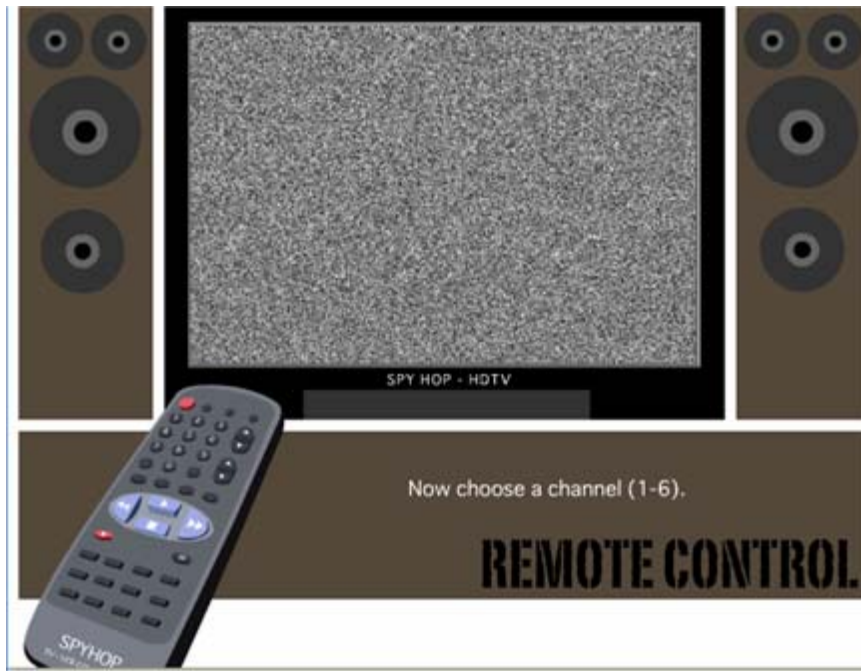 SPY HOP - HDTV
Now choose a channel (1-6).
REMOTE CONTROL
SPYHOP